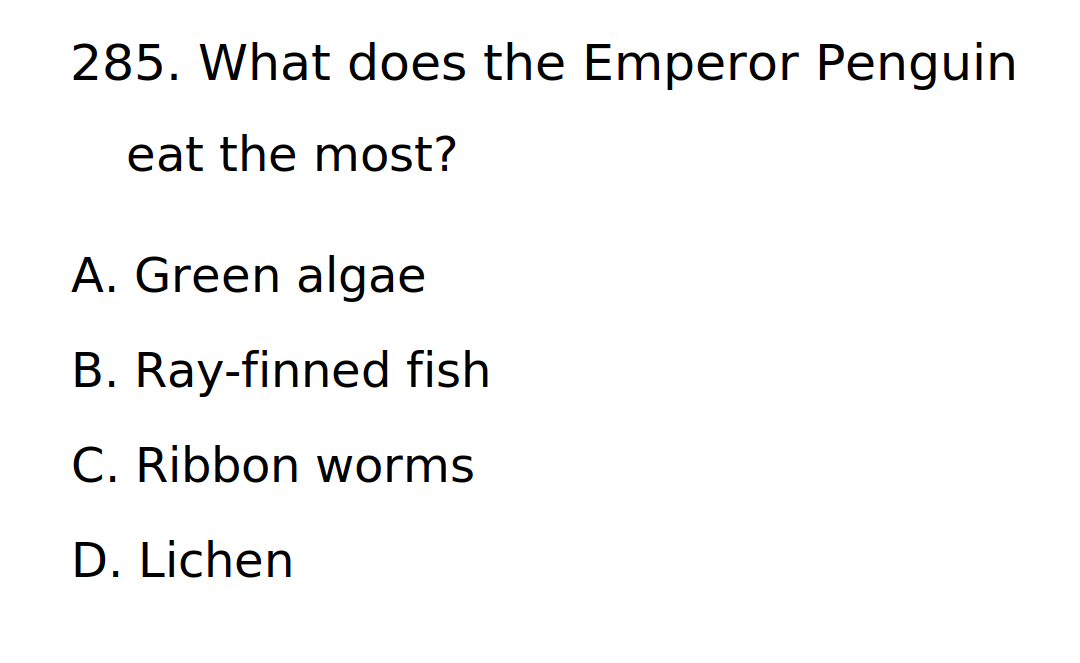 285. What does the Emperor Penguin
eat the most?
A. Green algae
B. Ray-finned fish
C. Ribbon worms
D. Lichen